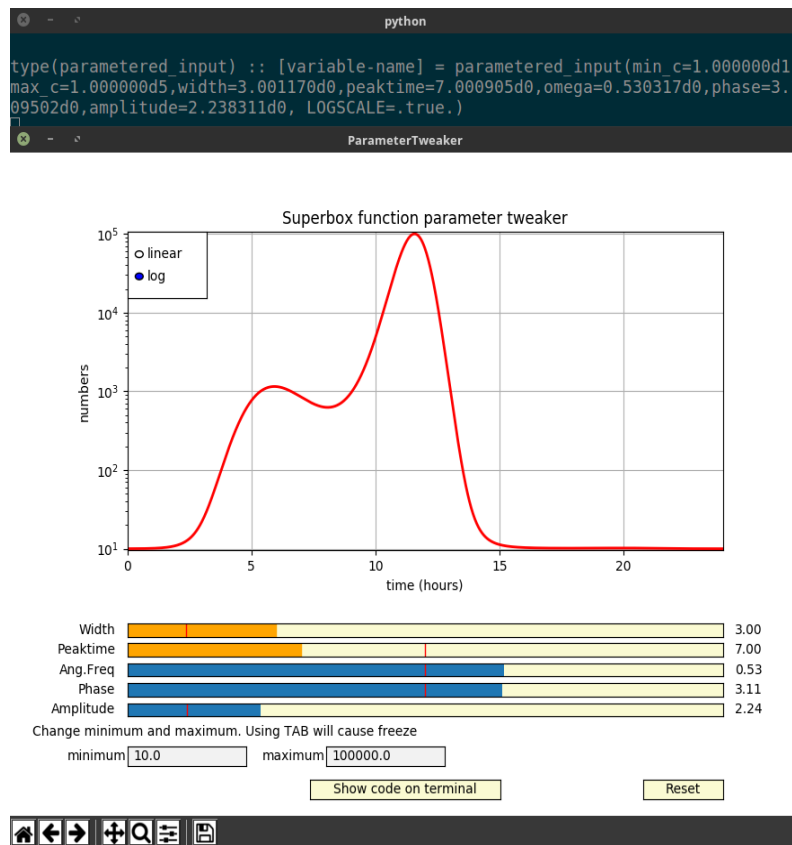 python
type(parametered_input) :: [variable-name] = parametered_input(min_c=1.000000d1
max_c=1.000000d5,width=3.001170d0,peaktime=7.000905d0,omega=0.530317d0,phase=3.
09502d0,amplitude=2.238311d0, LOGSCALE=.true.)
ParameterTweaker
Superbox function parameter tweaker
linear
log
10⁵
10⁴
10³
10²
10¹
numbers
0 5 10 15 20
time (hours)
Width 3.00
Peaktime 7.00
Ang.Freq 0.53
Phase 3.11
Amplitude 2.24
Change minimum and maximum. Using TAB will cause freeze
minimum 10.0 maximum 100000.0
Show code on terminal Reset